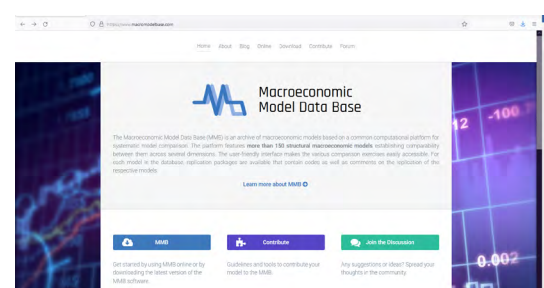 https://www.macromodelbase.com
Home About Blog Online Download Contribute Forum
Macroeconomic
Model Data Base
The Macroeconomic Model Data Base (MMB) is an archive of macroeconomic models based on a common computational platform for
systematic model comparison. The platform features more than 150 structural macroeconomic models establishing comparability
between them across several dimensions. The user-friendly interface makes the various comparison exercises easily accessible. For
each model in the database replication packages are available that contain codes as well as comments on the replication of the
respective models.
Learn more about MMB
12 -100.
MMB Contribute Join the Discussion
Get started by using MMB online or by
downloading the latest version of the
MMB software.
Guidelines and tools to contribute your
model to the MMB.
Any suggestions or ideas? Spread your
thoughts in the community.
0.002